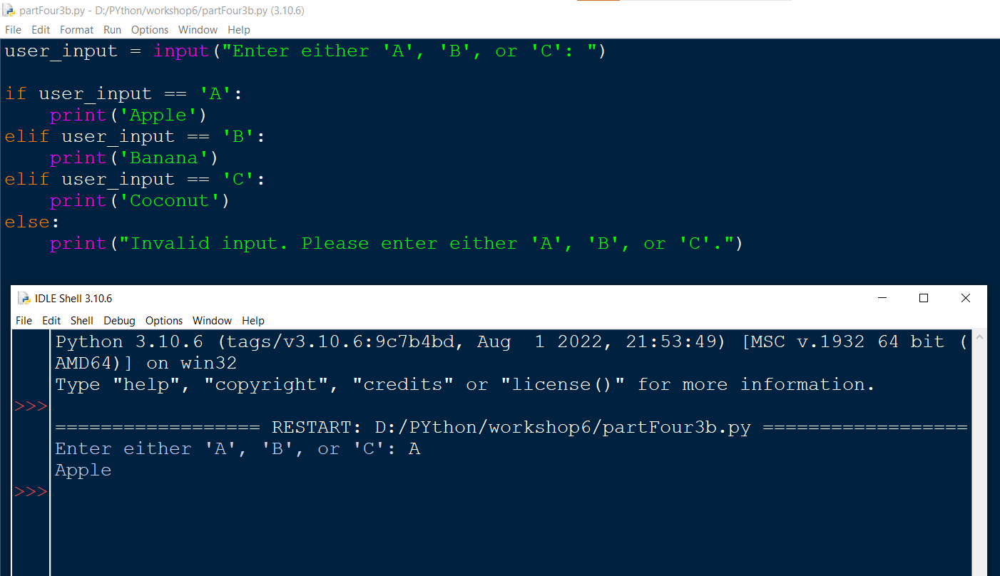 partFour3b.py - D:/PYthon/workshop6/partFour3b.py (3.10.6)
File Edit Format Run Options Window Help
user_input = input("Enter either 'A', 'B', or 'C': ")
if user_input == 'A':
    print('Apple')
elif user_input == 'B':
    print('Banana')
elif user_input == 'C':
    print('Coconut')
else:
    print("Invalid input. Please enter either 'A', 'B', or 'C'.")
IDLE Shell 3.10.6
File Edit Shell Debug Options Window Help
Python 3.10.6 (tags/v3.10.6:9c7b4bd, Aug  1 2022, 21:53:49) [MSC v.1932 64 bit (
AMD64)] on win32
Type "help", "copyright", "credits" or "license()" for more information.
>>>
================== RESTART: D:/PYthon/workshop6/partFour3b.py ==================
Enter either 'A', 'B', or 'C': A
Apple
>>>